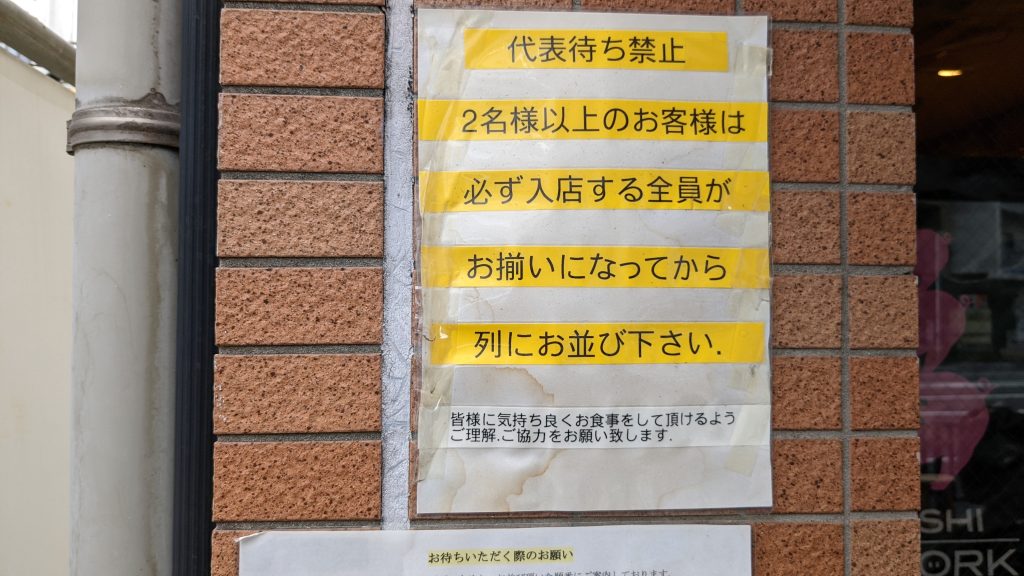 代表待ち禁止
2名様以上のお客様は
必ず入店する全員が
お揃いになってから
列にお並び下さい.
皆様に気持ち良くお食事をして頂けるよう
ご理解.ご協力をお願い致します.
お待ちいただく際のお願い
SHI
ORK